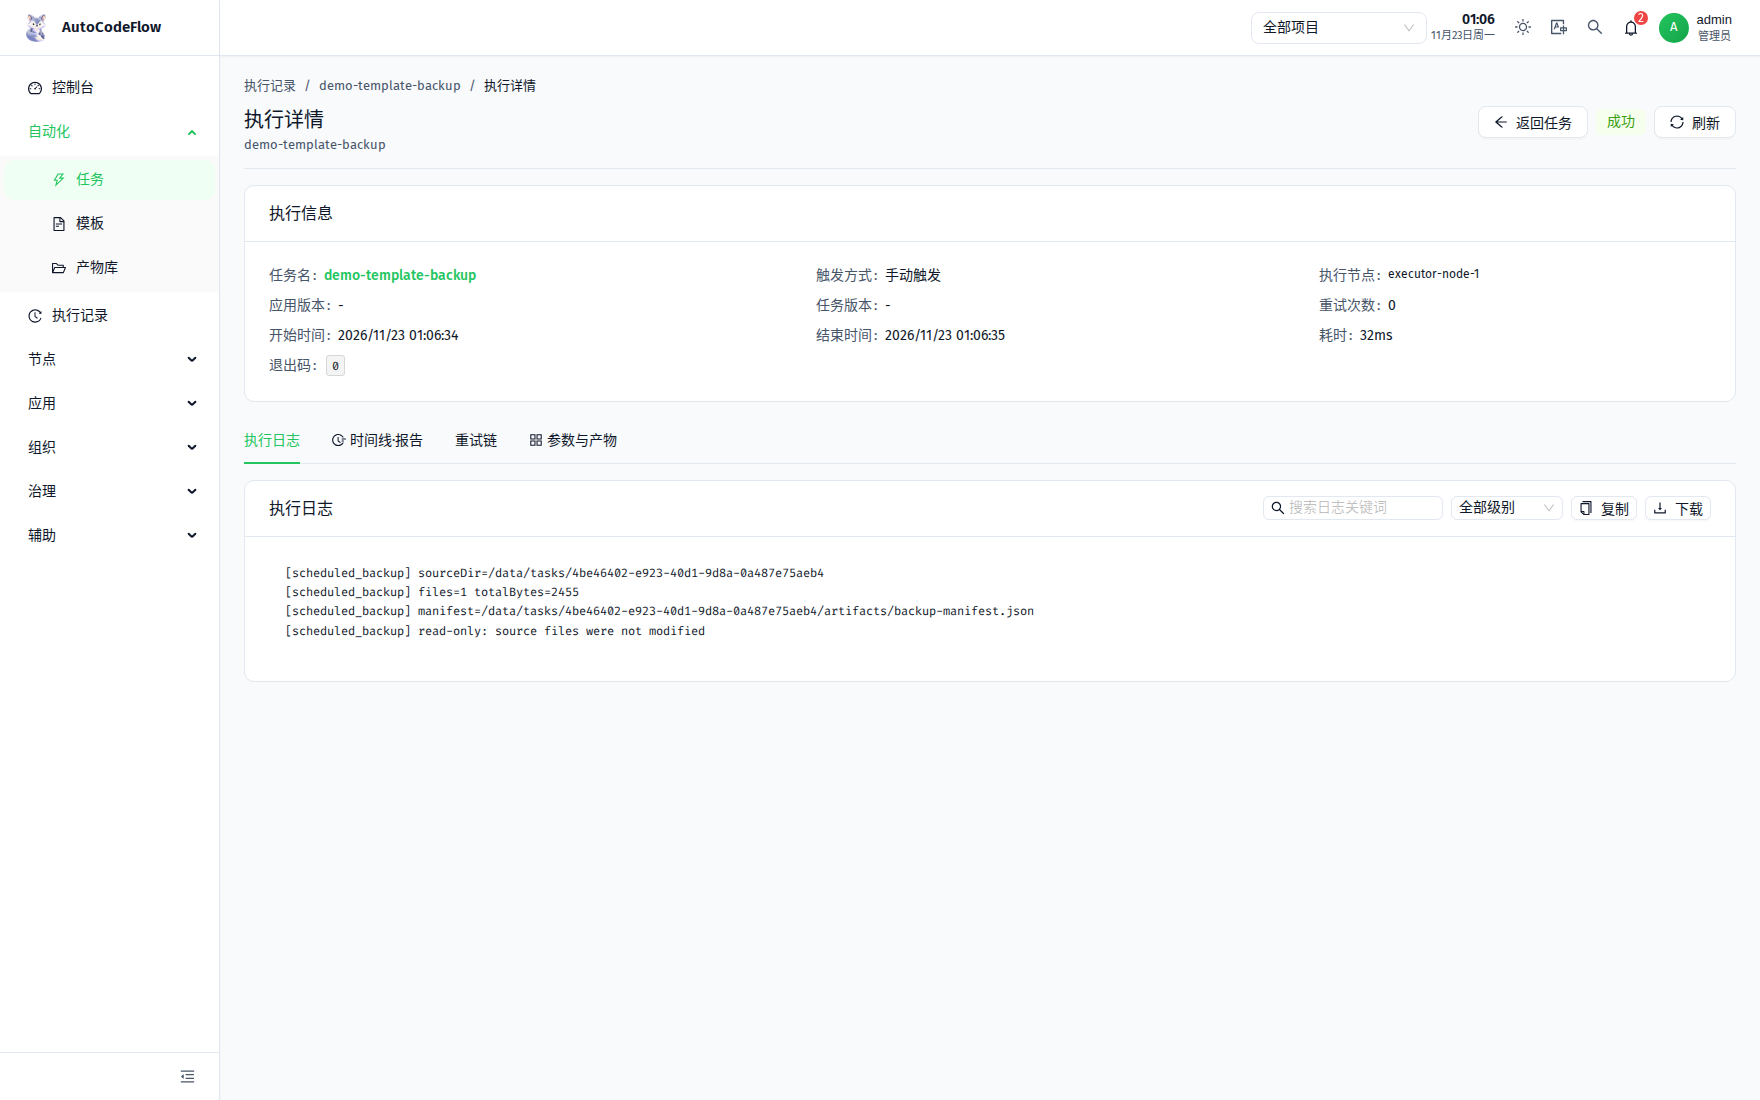 AutoCodeFlow
全部项目
01:06
11月23日周一
2
A
admin
管理员
控制台
自动化
任务
模板
产物库
执行记录
节点
应用
组织
治理
辅助
执行记录 / demo-template-backup / 执行详情
执行详情
demo-template-backup
返回任务
成功
刷新
执行信息
任务名: demo-template-backup
触发方式: 手动触发
执行节点: executor-node-1
应用版本: -
任务版本: -
重试次数: 0
开始时间: 2026/11/23 01:06:34
结束时间: 2026/11/23 01:06:35
耗时: 32ms
退出码: 0
执行日志
时间线·报告
重试链
参数与产物
执行日志
搜索日志关键词
全部级别
复制
下载
[scheduled_backup] sourceDir=/data/tasks/4be46402-e923-40d1-9d8a-0a487e75aeb4
[scheduled_backup] files=1 totalBytes=2455
[scheduled_backup] manifest=/data/tasks/4be46402-e923-40d1-9d8a-0a487e75aeb4/artifacts/backup-manifest.json
[scheduled_backup] read-only: source files were not modified